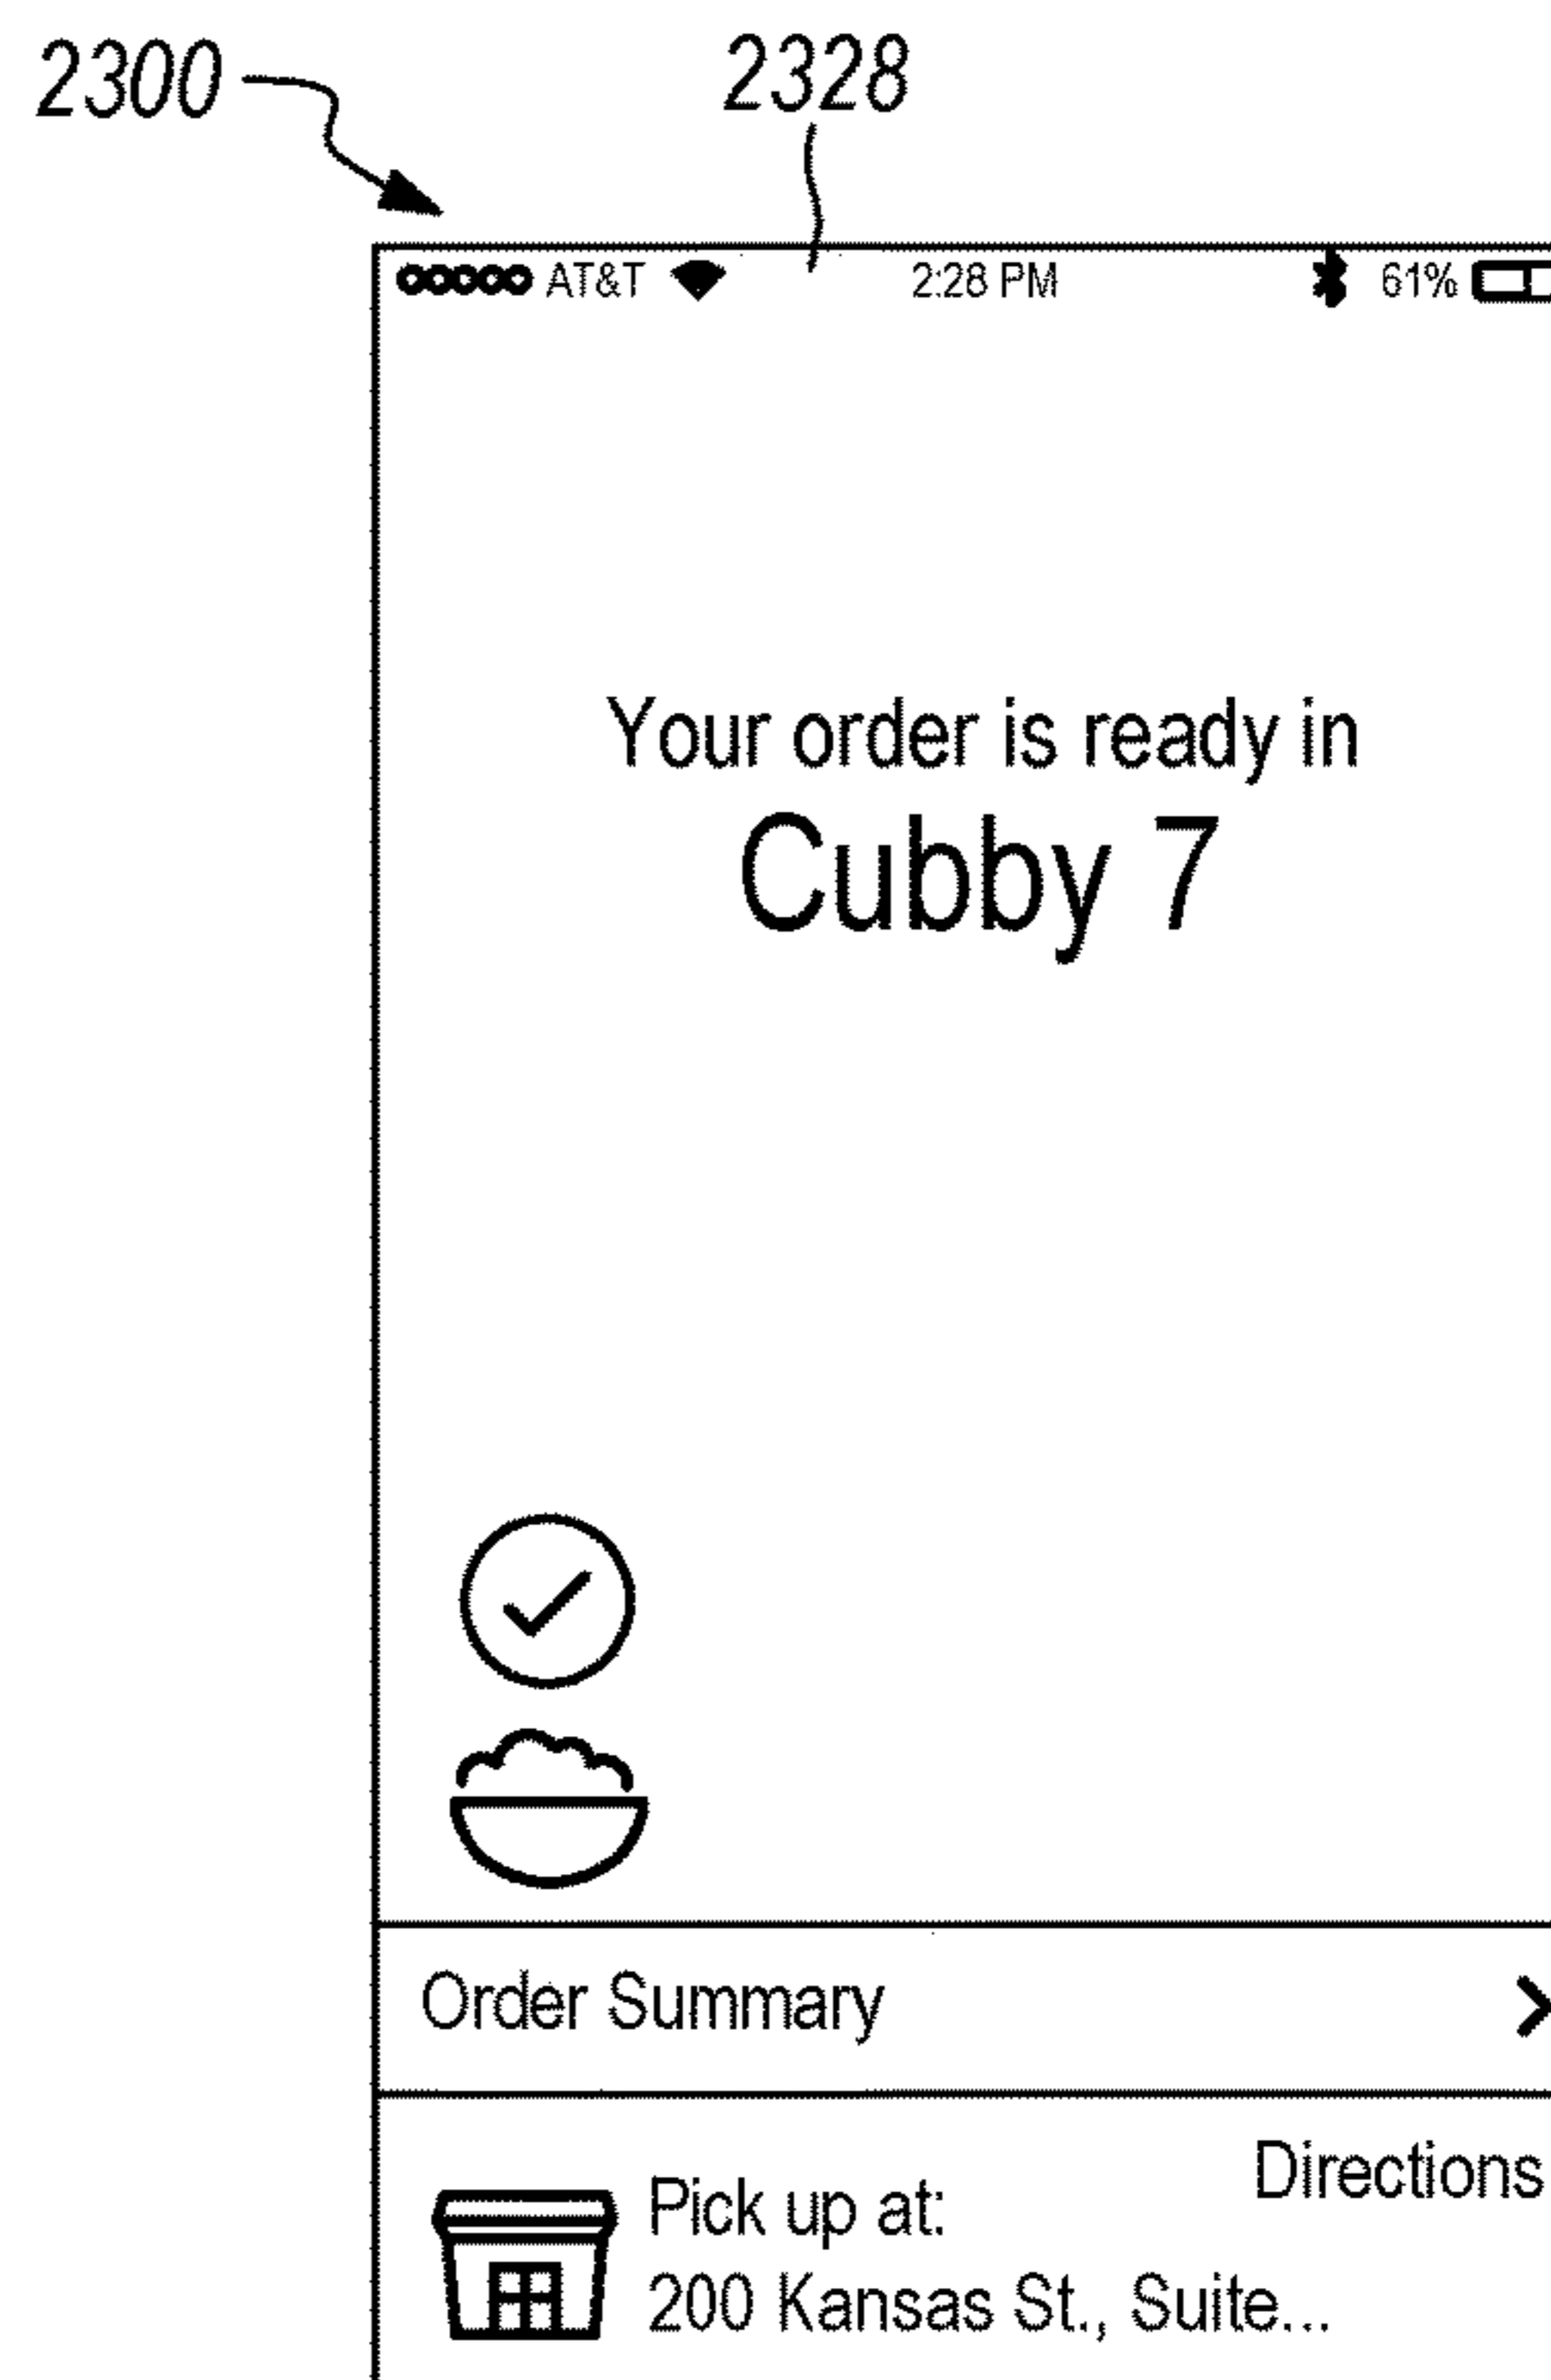 2300 2328
AT&T 2:28 PM 61%
Your order is ready in
Cubby 7
Order Summary
Directions
Pick up at:
200 Kansas St., Suite...